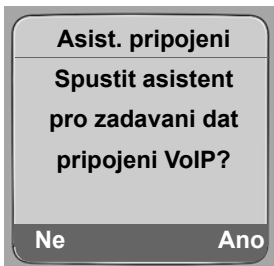 Asist. pripojeni
Spustit asistent
pro zadavani dat
pripojeni VoIP?
Ne Ano